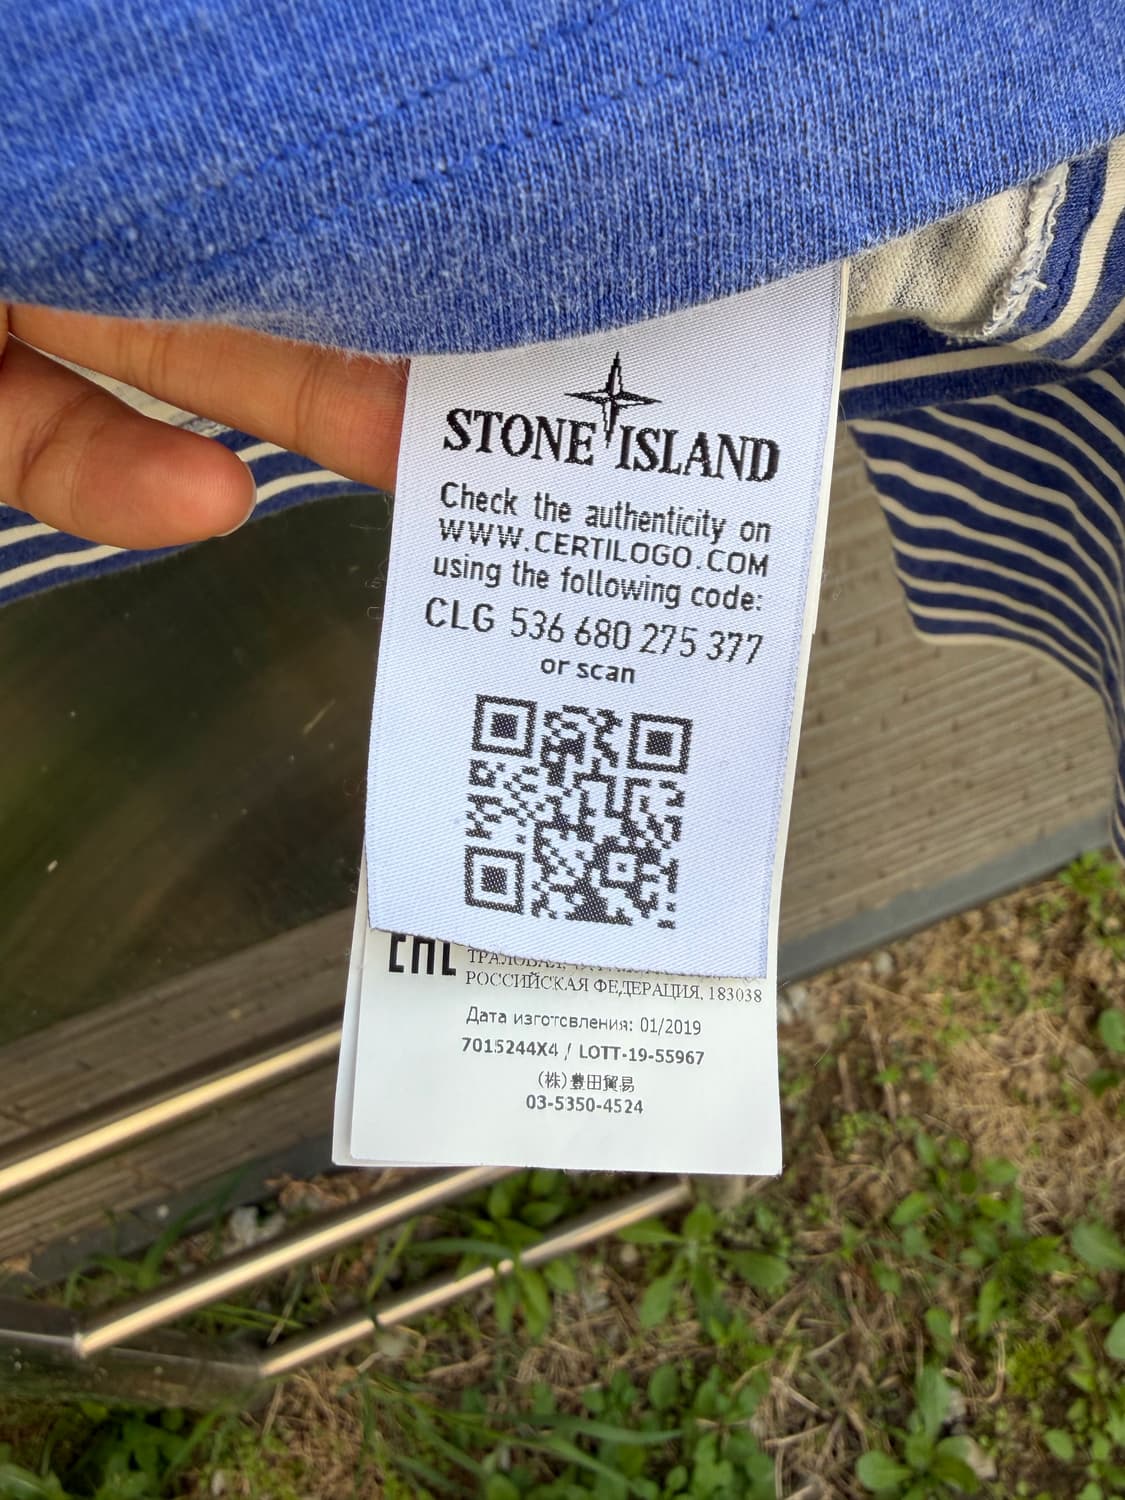 STONE ISLAND
Check the authenticity on
WWW.CERTILOGO.COM
using the following code:
CLG 536 680 275 377
or scan
EAC
РОССИЙСКАЯ ФЕДЕРАЦИЯ, 183038
Дата изготовления: 01/2019
7015244X4 / LOTT-19-55967
(株)豊田貿易
03-5350-4524